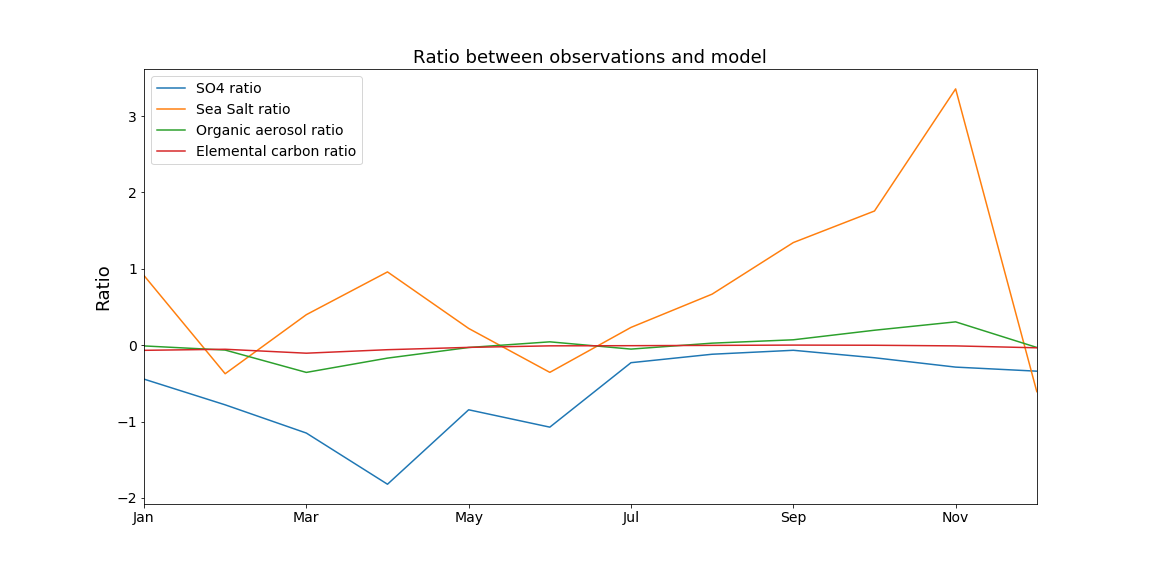 Ratio between observations and model
SO4 ratio
Sea Salt ratio
Organic aerosol ratio
Elemental carbon ratio
Ratio
3
2
1
0
−1
−2
Jan Mar May Jul Sep Nov